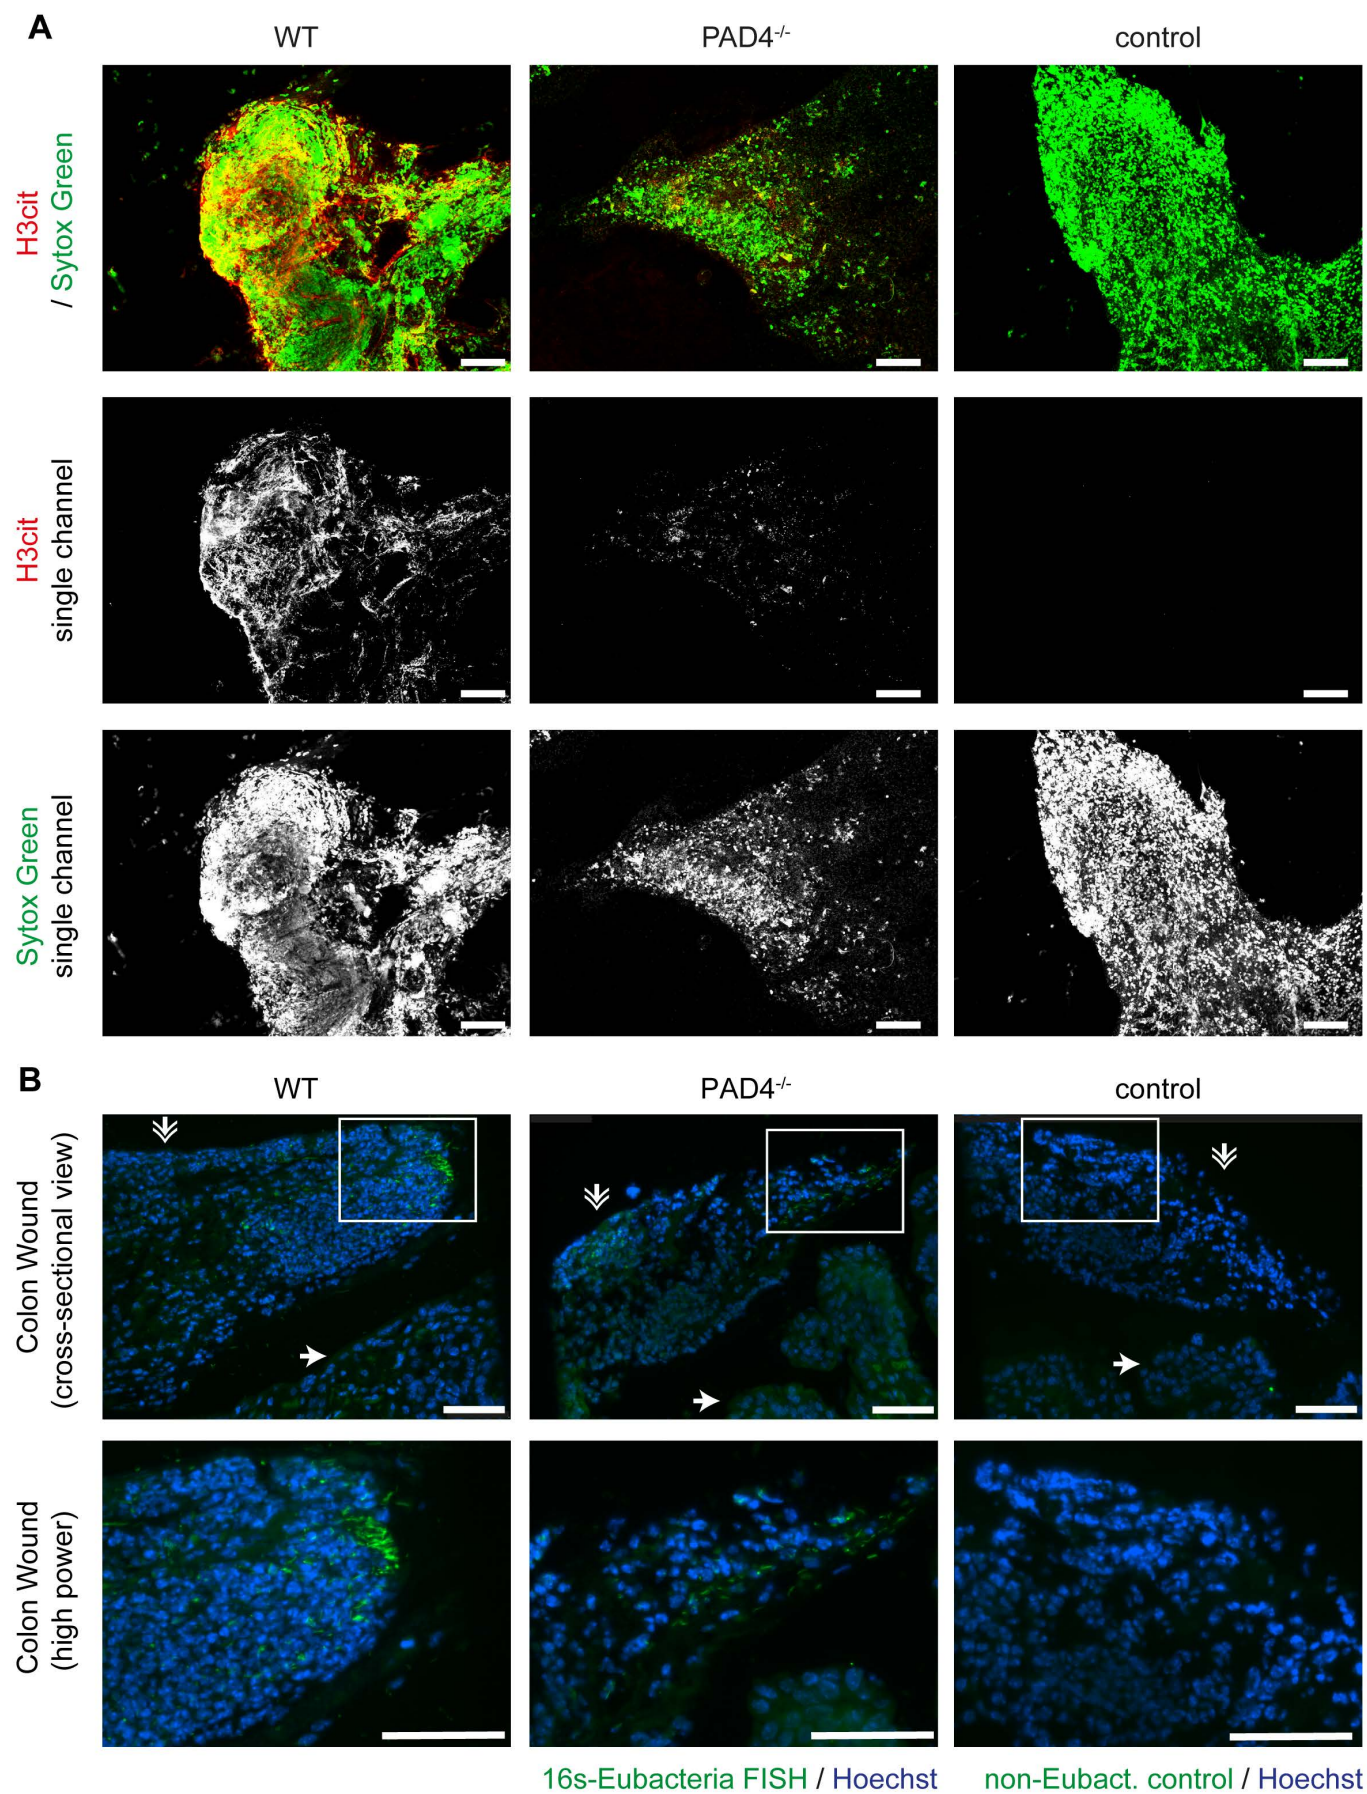 A
WT
PAD4-/-
control
H3cit
/ Sytox Green
H3cit
single channel
Sytox Green
single channel
B
WT
PAD4-/-
control
Colon Wound
(cross-sectional view)
Colon Wound
(high power)
16s-Eubacteria FISH / Hoechst
non-Eubact. control / Hoechst